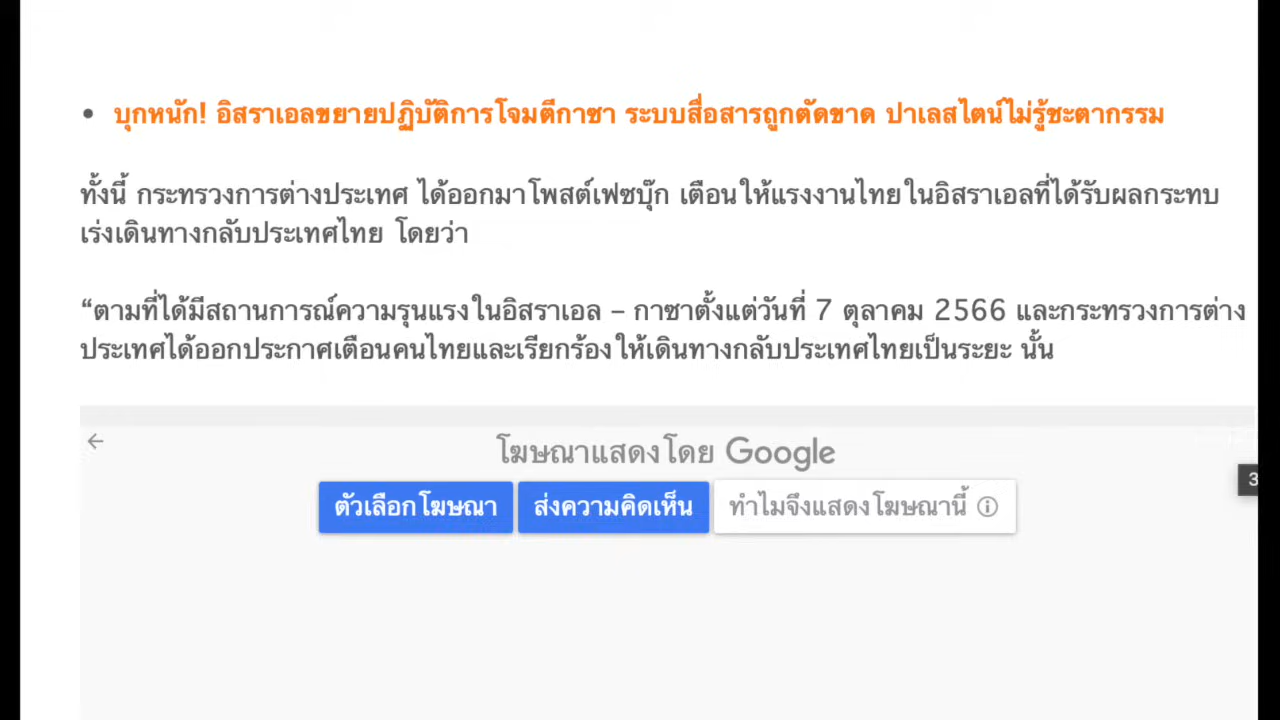 • บุกหนัก! อิสราเอลขยายปฏิบัติการโจมตีกาซา ระบบสื่อสารถูกตัดขาด ปาเลสไตน์ไม่รู้ชะตากรรม
ทั้งนี้ กระทรวงการต่างประเทศ ได้ออกมาโพสต์เฟซบุ๊ก เตือนให้แรงงานไทยในอิสราเอลที่ได้รับผลกระทบ
เร่งเดินทางกลับประเทศไทย โดยว่า
“ตามที่ได้มีสถานการณ์ความรุนแรงในอิสราเอล – กาซาตั้งแต่วันที่ 7 ตุลาคม 2566 และกระทรวงการต่าง
ประเทศได้ออกประกาศเตือนคนไทยและเรียกร้องให้เดินทางกลับประเทศไทยเป็นระยะ นั้น
โฆษณาแสดงโดย Google
ตัวเลือกโฆษณา ส่งความคิดเห็น ทำไมจึงแสดงโฆษณานี้